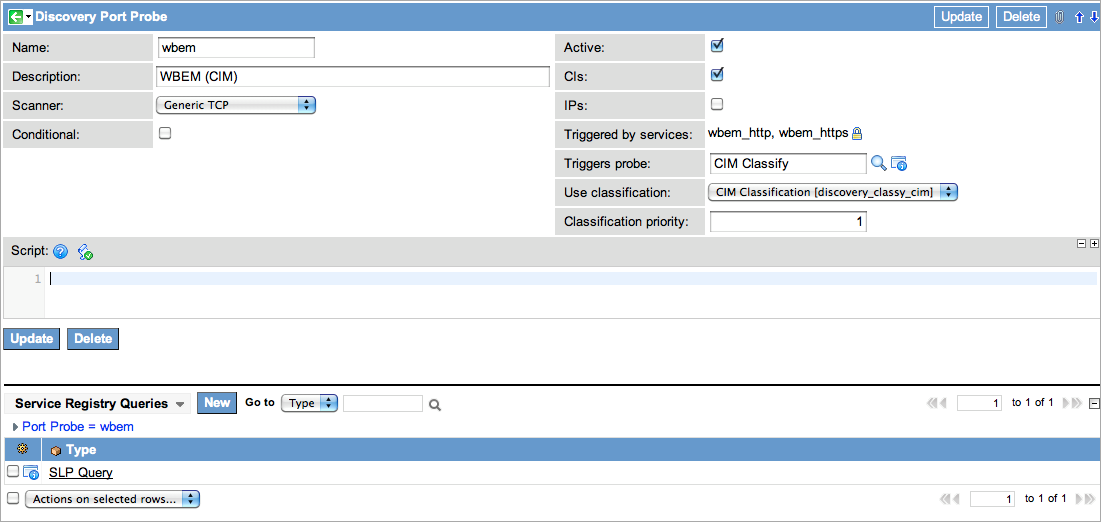 Discovery Port Probe Update Delete
Name: wbem Active:
Description: WBEM (CIM) CIs:
Scanner: Generic TCP IPs:
Conditional: Triggered by services: wbem_http, wbem_https
Triggers probe: CIM Classify
Use classification: CIM Classification [discovery_classy_cim]
Classification priority: 1
Script:
1
Update Delete
Service Registry Queries New Go to Type 1 to 1 of 1
Port Probe = wbem
Type
SLP Query
Actions on selected rows... 1 to 1 of 1